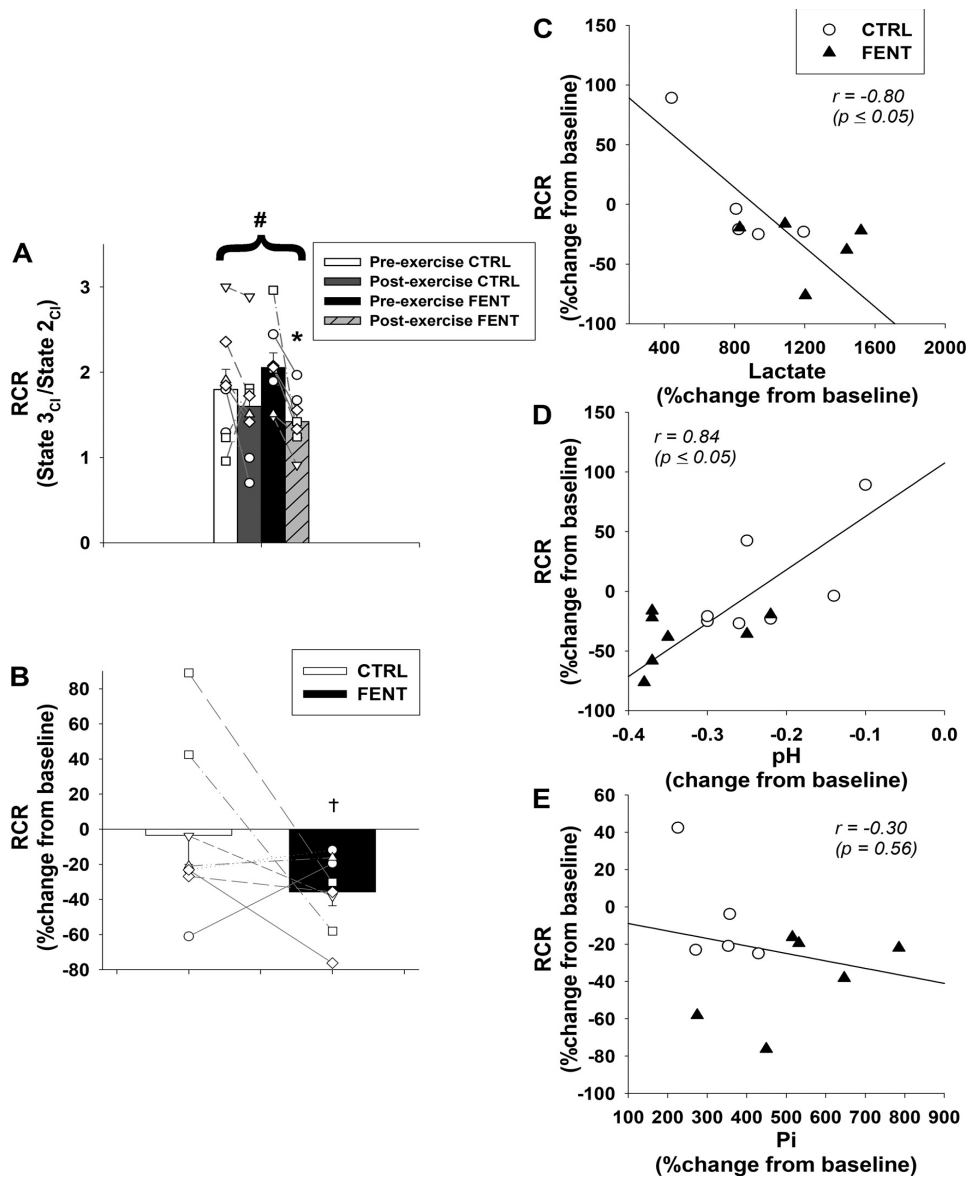 A
#
RCR
(State 3Cl /State 2Cl)
3
2
1
0
*
Pre-exercise CTRL
Post-exercise CTRL
Pre-exercise FENT
Post-exercise FENT
B
CTRL
FENT
RCR
(%change from baseline)
80
60
40
20
0
-20
-40
-60
-80
†
C
CTRL
FENT
r = -0.80
(p ≤ 0.05)
RCR
(%change from baseline)
150
100
50
0
-50
-100
400 800 1200 1600 2000
Lactate
(%change from baseline)
D
r = 0.84
(p ≤ 0.05)
RCR
(%change from baseline)
150
100
50
0
-50
-100
-0.4 -0.3 -0.2 -0.1 0.0
pH
(change from baseline)
E
r = -0.30
(p = 0.56)
RCR
(%change from baseline)
60
40
20
0
-20
-40
-60
-80
-100
100 200 300 400 500 600 700 800 900
Pi
(%change from baseline)